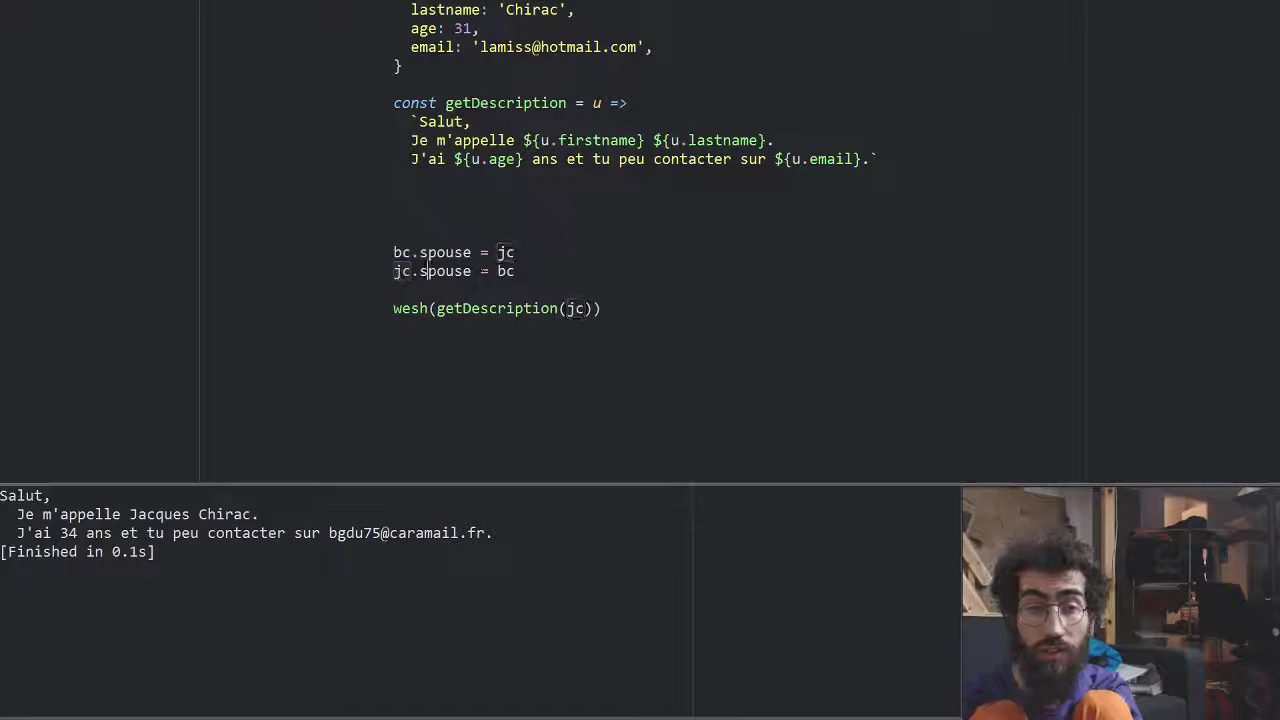 lastname: 'Chirac',
age: 31,
email: 'lamiss@hotmail.com',
}
const getDescription = u =>
`Salut,
Je m'appelle ${u.firstname} ${u.lastname}.
J'ai ${u.age} ans et tu peu contacter sur ${u.email}.`
bc.spouse = jc
jc.spouse = bc
wesh(getDescription(jc))
Salut,
Je m'appelle Jacques Chirac.
J'ai 34 ans et tu peu contacter sur bgdu75@caramail.fr.
[Finished in 0.1s]